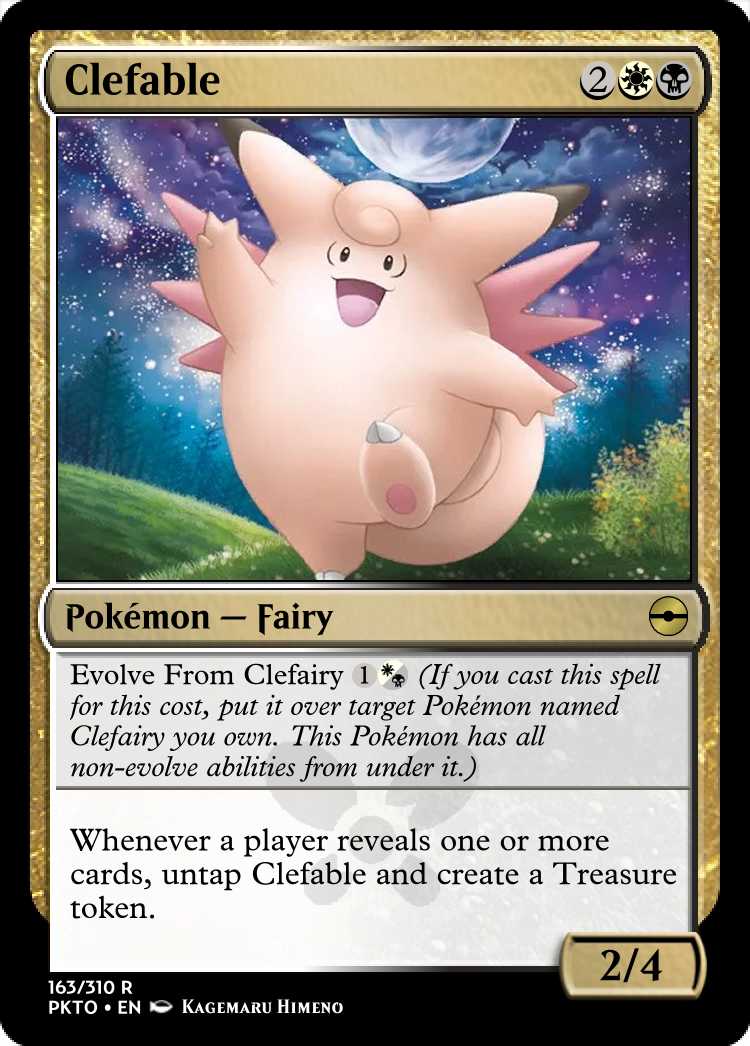 Clefable 2
Pokémon — Fairy
Evolve From Clefairy 1 (If you cast this spell
for this cost, put it over target Pokémon named
Clefairy you own. This Pokémon has all
non-evolve abilities from under it.)
Whenever a player reveals one or more
cards, untap Clefable and create a Treasure
token.
2/4
163/310 R
PKTO • EN KAGEMARU HIMENO